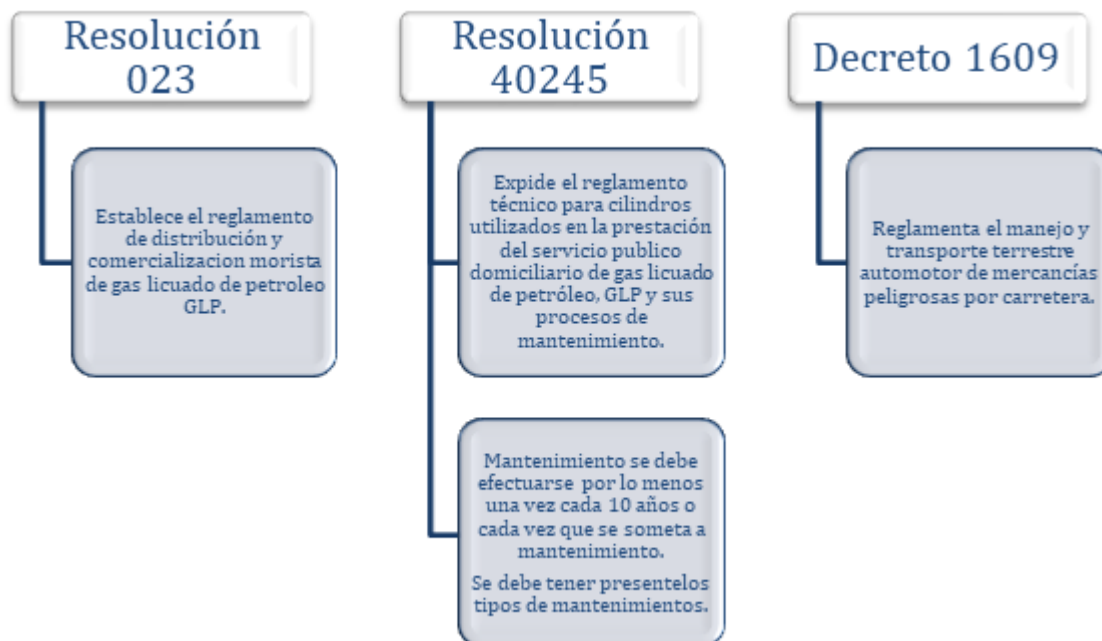 Resolución
023
Establece el reglamento
de distribución y
comercializacion morista
de gas licuado de petroleo
GLP.
Resolución
40245
Expide el reglamento
técnico para cilindros
utilizados en la prestación
del servicio publico
domiciliario de gas licuado
de petróleo, GLP y sus
procesos de
mantenimiento.
Mantenimiento se debe
efectuarse por lo menos
una vez cada 10 años o
cada vez que se someta a
mantenimiento.
Se debe tener presentelos
tipos de mantenimientos.
Decreto 1609
Reglamenta el manejo y
transporte terrestre
automotor de mercancías
peligrosas por carretera.